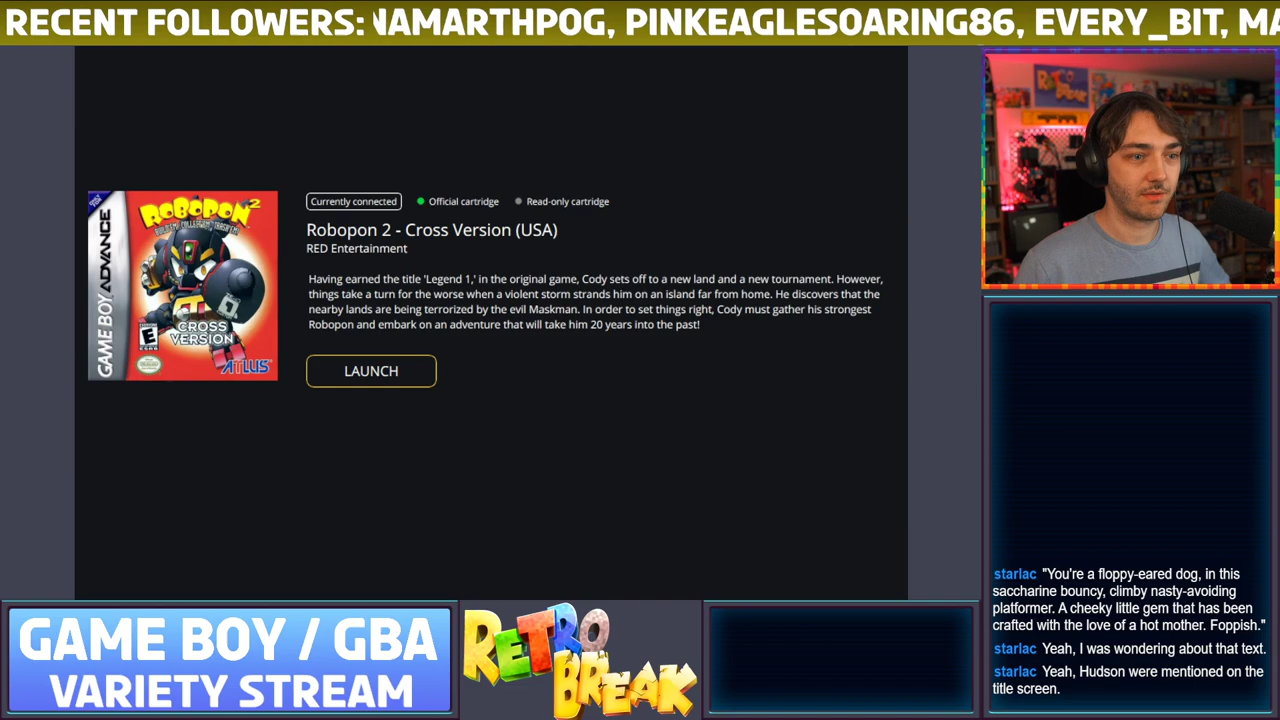 RECENT FOLLOWERS: NAMARTHPOG, PINKEAGLESOARING86, EVERY_BIT, MA
Currently connected
Official cartridge
Read-only cartridge
Robopon 2 - Cross Version (USA)
RED Entertainment
Having earned the title 'Legend 1,' in the original game, Cody sets off to a new land and a new tournament. However,
things take a turn for the worse when a violent storm strands him on an island far from home. He discovers that the
nearby lands are being terrorized by the evil Maskman. In order to set things right, Cody must gather his strongest
Robopon and embark on an adventure that will take him 20 years into the past!
LAUNCH
GAME BOY ADVANCE
ROBOPON 2
CROSS
VERSION
E
ATLUS
starlac "You're a floppy-eared dog, in this
saccharine bouncy, climby nasty-avoiding
platformer. A cheeky little gem that has been
crafted with the love of a hot mother. Foppish."
starlac Yeah, I was wondering about that text.
starlac Yeah, Hudson were mentioned on the
title screen.
GAME BOY / GBA
VARIETY STREAM
RETRO
BREAK